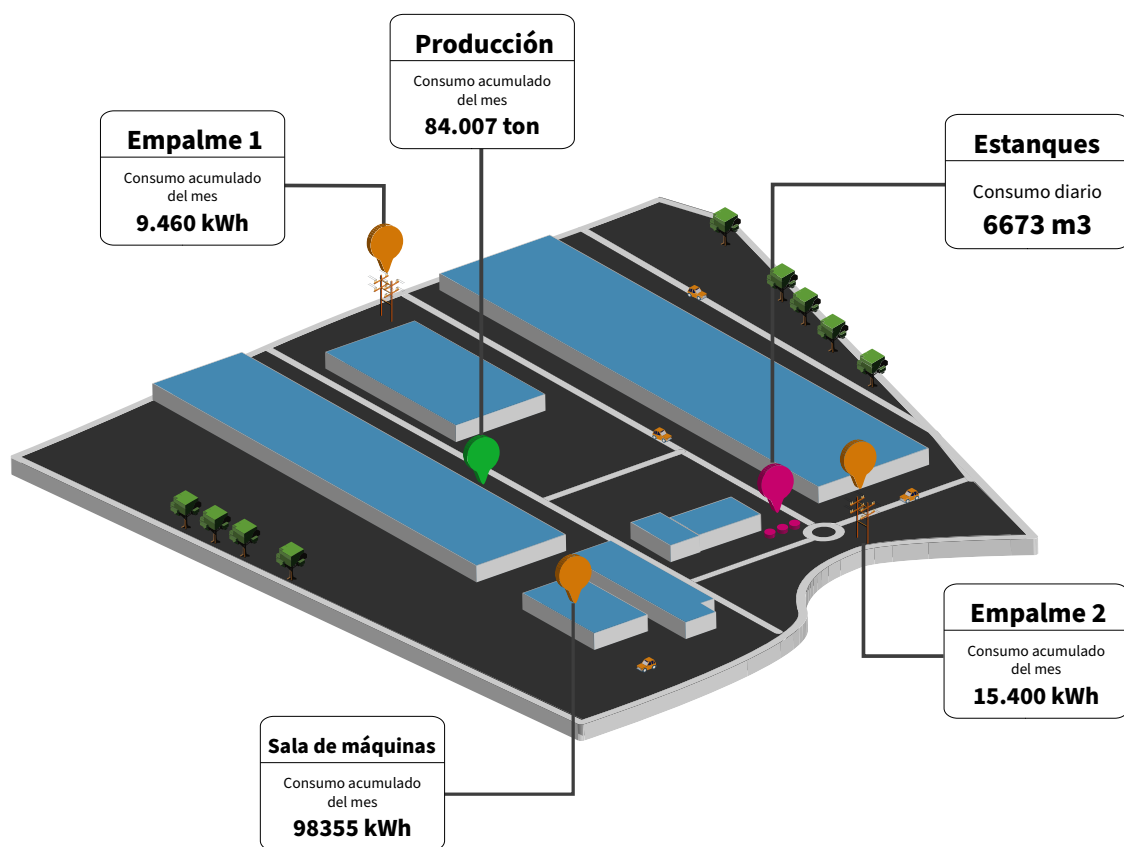 Producción
Consumo acumulado
del mes
84.007 ton
Empalme 1
Consumo acumulado
del mes
9.460 kWh
Estanques
Consumo diario
6673 m3
Empalme 2
Consumo acumulado
del mes
15.400 kWh
Sala de máquinas
Consumo acumulado
del mes
98355 kWh